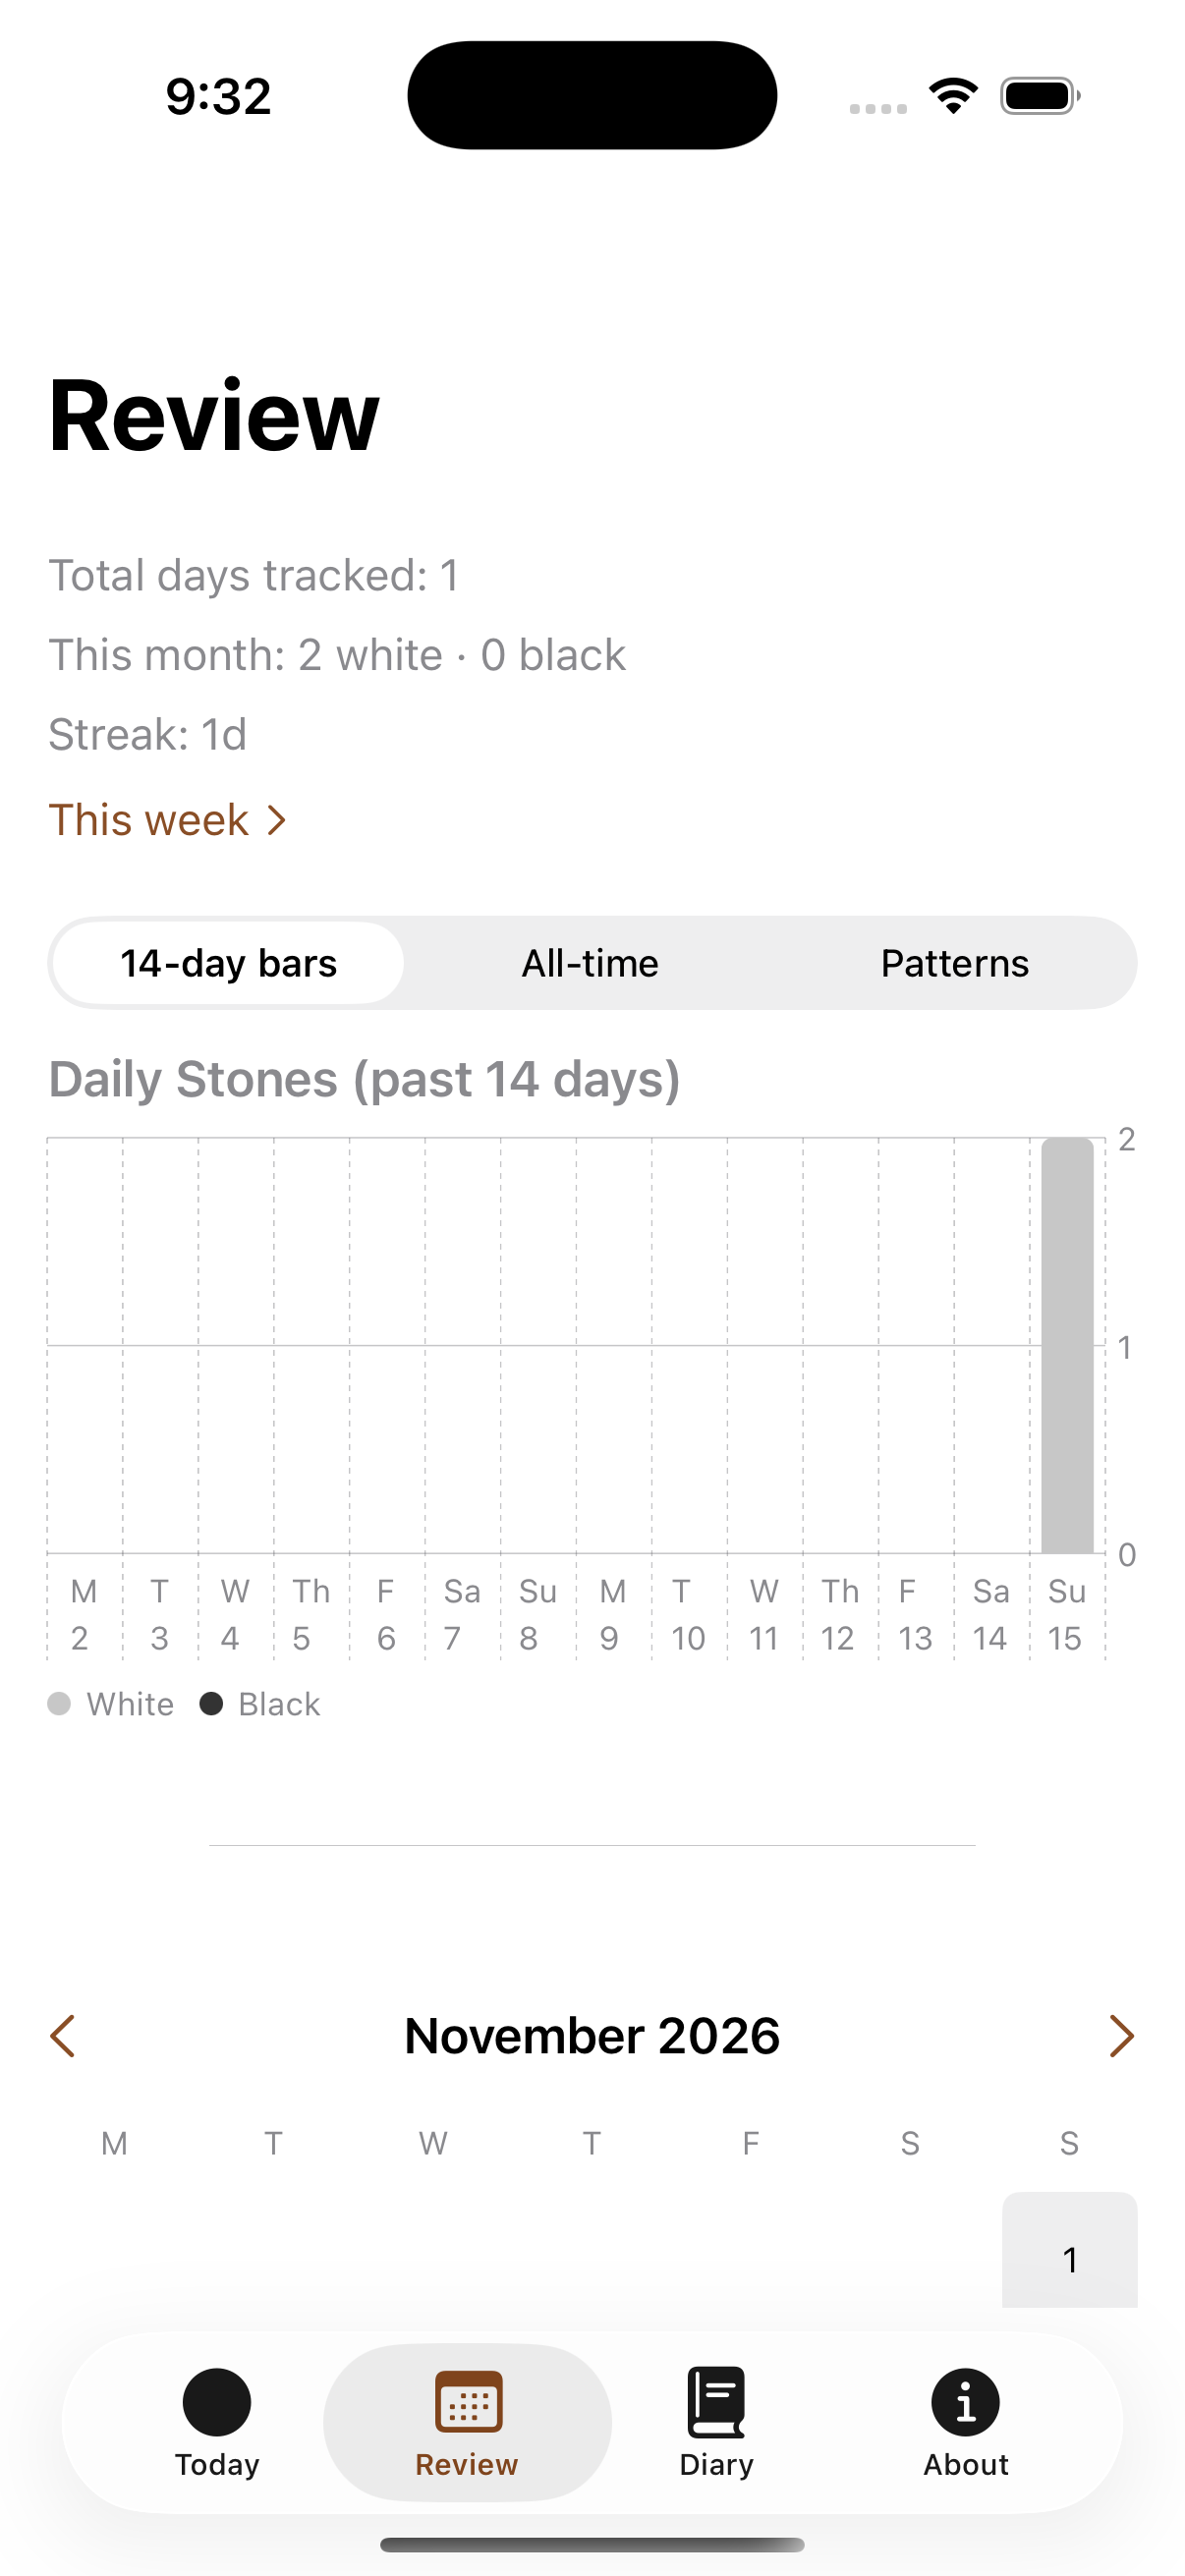 9:32
Review
Total days tracked: 1
This month: 2 white · 0 black
Streak: 1d
This week >
14-day bars All-time Patterns
Daily Stones (past 14 days)
2
1
0
M T W Th F Sa Su M T W Th F Sa Su
2 3 4 5 6 7 8 9 10 11 12 13 14 15
White Black
November 2026
M T W T F S S
1
Today Review Diary About